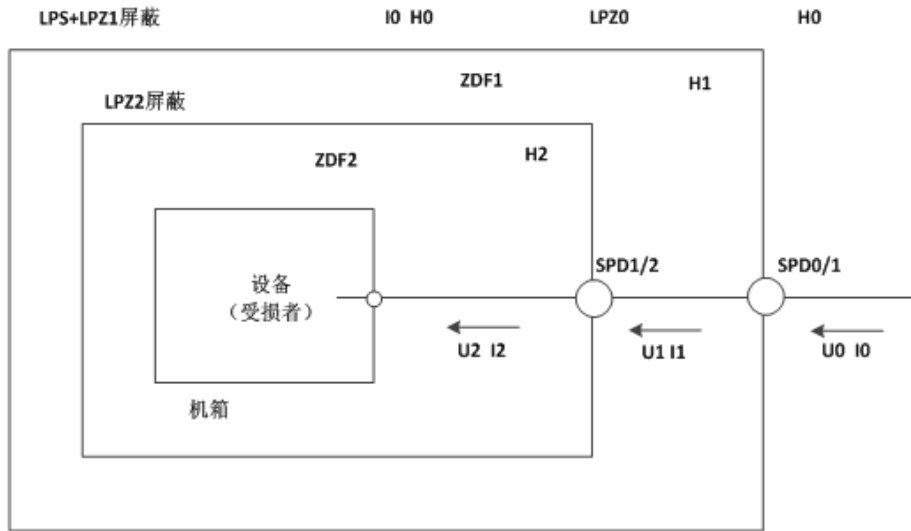 LPS+LPZ1屏蔽 I0 H0 LPZ0 H0
ZDF1 H1
LPZ2屏蔽
ZDF2 H2
SPD1/2 SPD0/1
设备
（受损者）
U2 I2 U1 I1 U0 I0
机箱